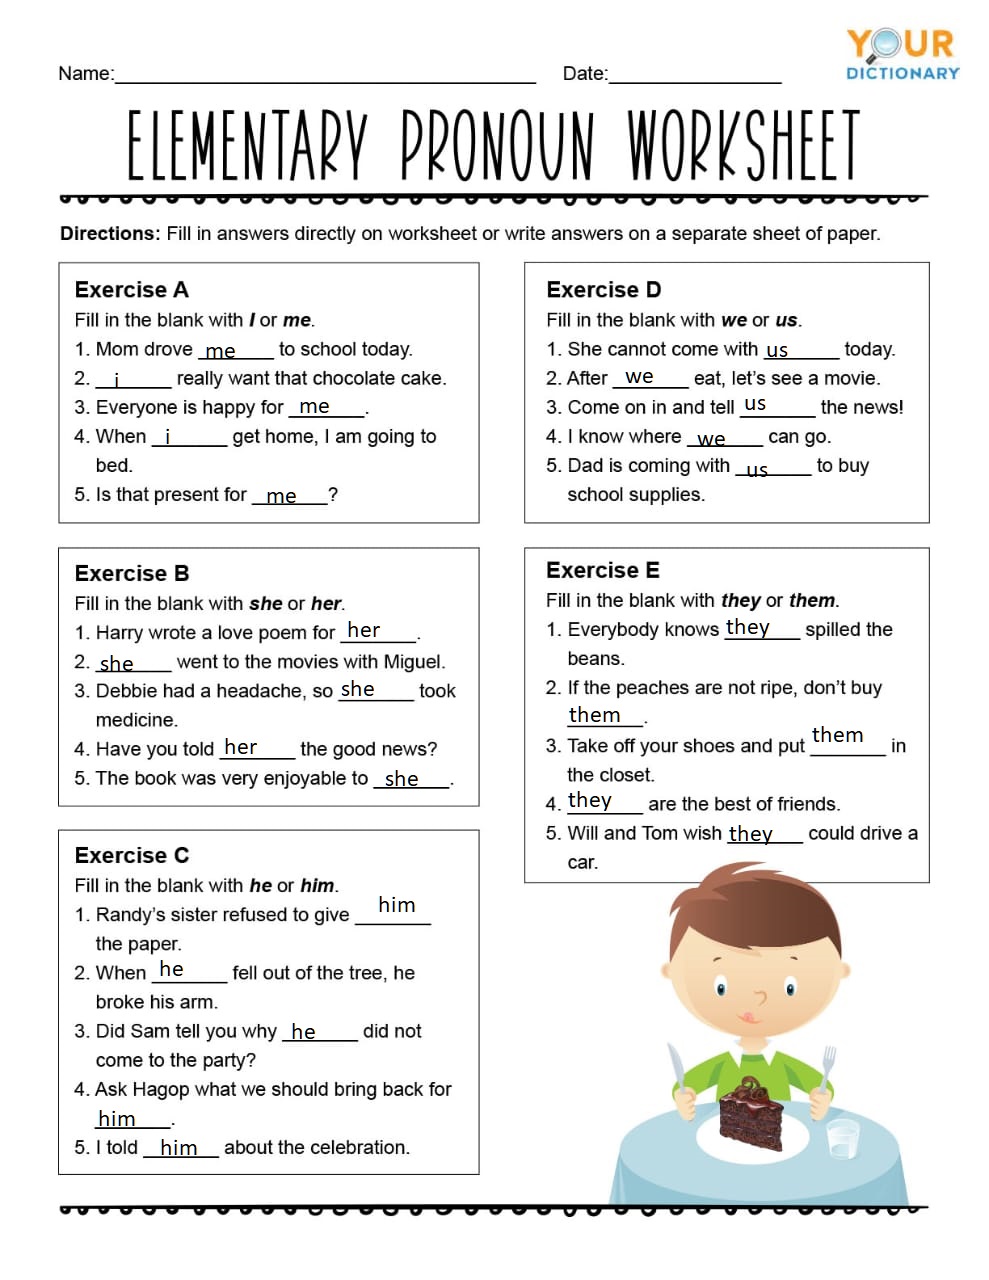 YOUR
DICTIONARY
Name:__________ Date:__________
ELEMENTARY PRONOUN WORKSHEET
Directions: Fill in answers directly on worksheet or write answers on a separate sheet of paper.
Exercise A
Fill in the blank with I or me.
1. Mom drove me to school today.
2. i really want that chocolate cake.
3. Everyone is happy for me.
4. When i get home, I am going to
bed.
5. Is that present for me?
Exercise B
Fill in the blank with she or her.
1. Harry wrote a love poem for her.
2. she went to the movies with Miguel.
3. Debbie had a headache, so she took
medicine.
4. Have you told her the good news?
5. The book was very enjoyable to she.
Exercise C
Fill in the blank with he or him.
1. Randy's sister refused to give him
the paper.
2. When he fell out of the tree, he
broke his arm.
3. Did Sam tell you why he did not
come to the party?
4. Ask Hagop what we should bring back for
him.
5. I told him about the celebration.
Exercise D
Fill in the blank with we or us.
1. She cannot come with us today.
2. After we eat, let's see a movie.
3. Come on in and tell us the news!
4. I know where we can go.
5. Dad is coming with us to buy
school supplies.
Exercise E
Fill in the blank with they or them.
1. Everybody knows they spilled the
beans.
2. If the peaches are not ripe, don't buy
them.
3. Take off your shoes and put them in
the closet.
4. they are the best of friends.
5. Will and Tom wish they could drive a
car.